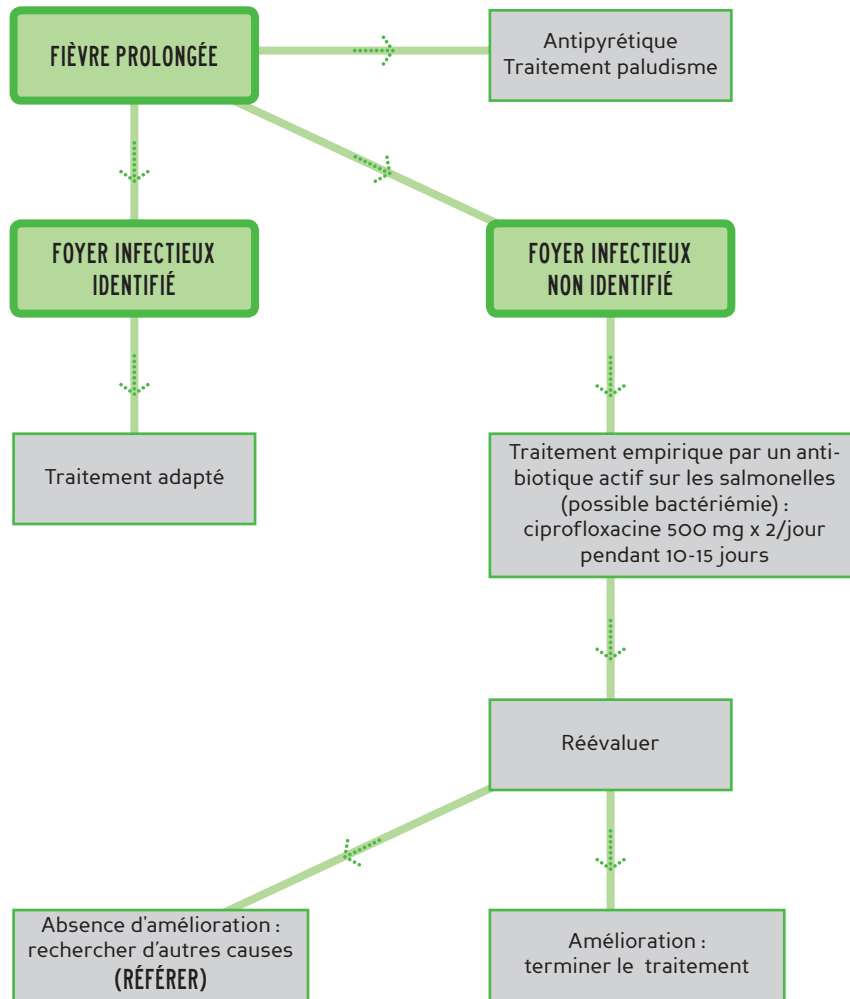 FIÈVRE PROLONGÉE
Antipyrétique
Traitement paludisme
FOYER INFECTIEUX
IDENTIFIÉ
FOYER INFECTIEUX
NON IDENTIFIÉ
Traitement adapté
Traitement empirique par un anti-
biotique actif sur les salmonelles
(possible bactériémie) :
ciprofloxacine 500 mg x 2/jour
pendant 10-15 jours
Réévaluer
Absence d'amélioration :
rechercher d'autres causes
(RÉFÉRER)
Amélioration :
terminer le traitement